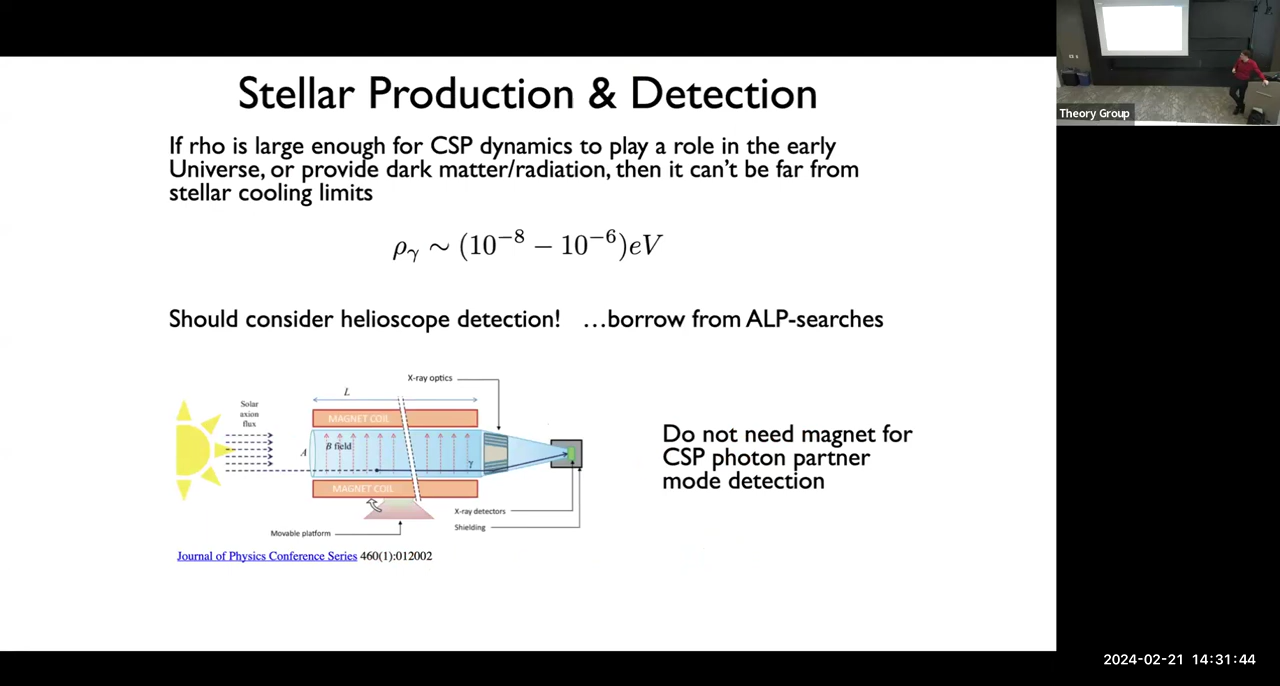 Stellar Production & Detection
If rho is large enough for CSP dynamics to play a role in the early
Universe, or provide dark matter/radiation, then it can't be far from
stellar cooling limits
ργ ∼ (10⁻⁸ − 10⁻⁶)eV
Should consider helioscope detection! ...borrow from ALP-searches
X-ray optics
L
Solar
axion
flux
MAGNET COIL
A
B field
γ
MAGNET COIL
X-ray detectors
Shielding
Movable platform
Do not need magnet for
CSP photon partner
mode detection
Journal of Physics Conference Series 460(1):012002
Theory Group
2024-02-21 14:31:44